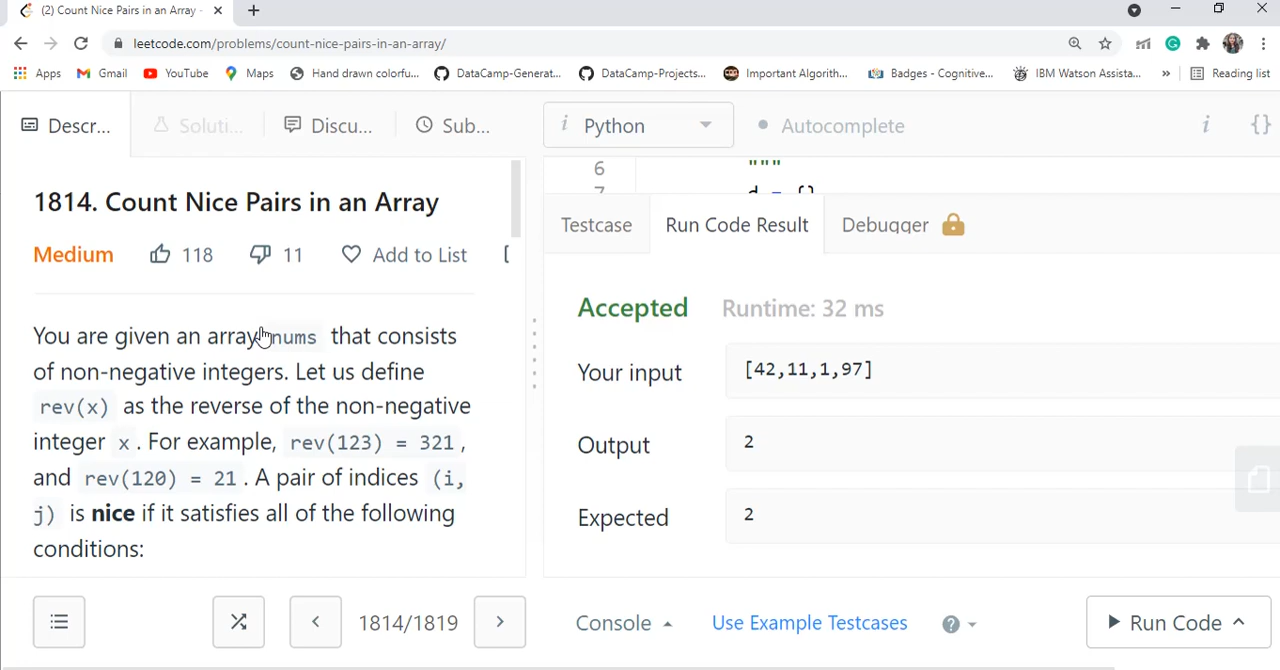 (2) Count Nice Pairs in an Array -
leetcode.com/problems/count-nice-pairs-in-an-array/
Apps Gmail YouTube Maps Hand drawn colorfu... DataCamp-Generat... DataCamp-Projects... Important Algorith... Badges - Cognitive... IBM Watson Assista... » Reading list
Descr... Soluti... Discu... Sub...
i Python Autocomplete i {}
1814. Count Nice Pairs in an Array
Medium 118 11 Add to List
You are given an array nums that consists
of non-negative integers. Let us define
rev(x) as the reverse of the non-negative
integer x. For example, rev(123) = 321,
and rev(120) = 21. A pair of indices (i,
j) is nice if it satisfies all of the following
conditions:
6 """
7 d = {}
Testcase Run Code Result Debugger
Accepted Runtime: 32 ms
Your input [42,11,1,97]
Output 2
Expected 2
1814/1819
Console Use Example Testcases ? Run Code